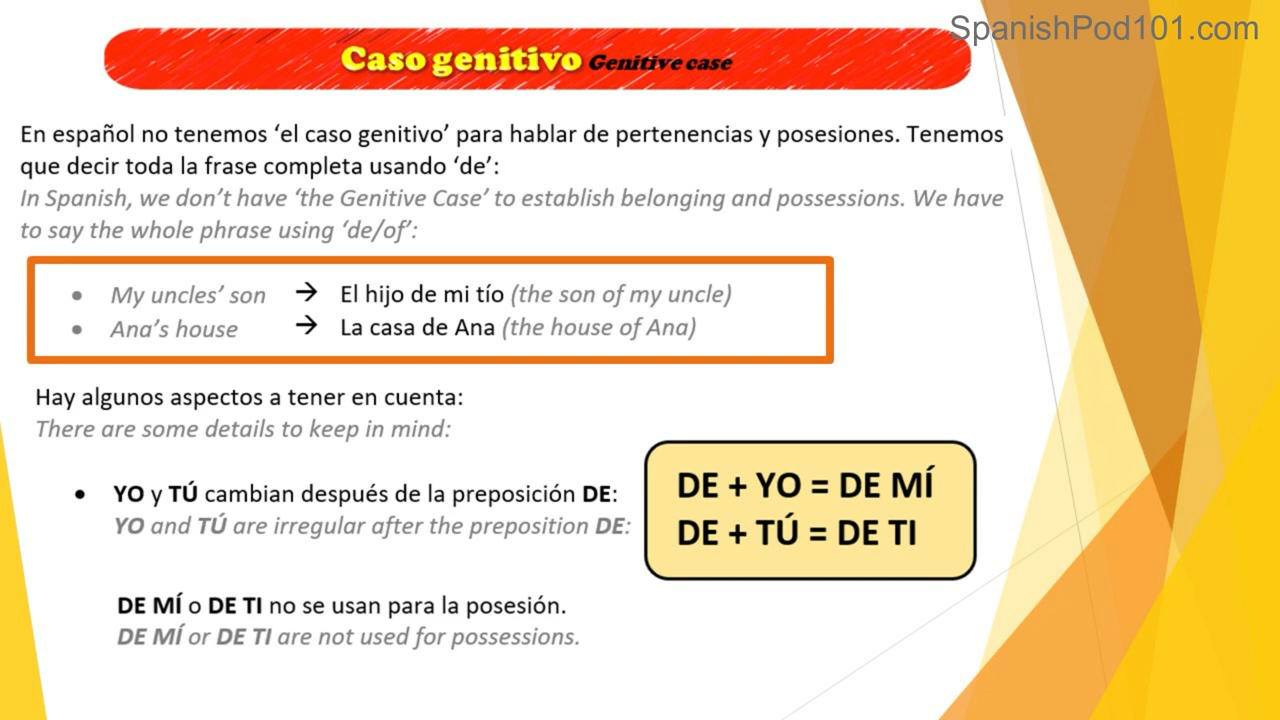 SpanishPod101.com
Caso genitivo Genitive case
En español no tenemos ‘el caso genitivo’ para hablar de pertenencias y posesiones. Tenemos
que decir toda la frase completa usando ‘de’:
In Spanish, we don’t have ‘the Genitive Case’ to establish belonging and possessions. We have
to say the whole phrase using ‘de/of’:
• My uncles’ son → El hijo de mi tío (the son of my uncle)
• Ana’s house → La casa de Ana (the house of Ana)
Hay algunos aspectos a tener en cuenta:
There are some details to keep in mind:
• YO y TÚ cambian después de la preposición DE:
YO and TÚ are irregular after the preposition DE:
DE + YO = DE MÍ
DE + TÚ = DE TI
DE MÍ o DE TI no se usan para la posesión.
DE MÍ or DE TI are not used for possessions.